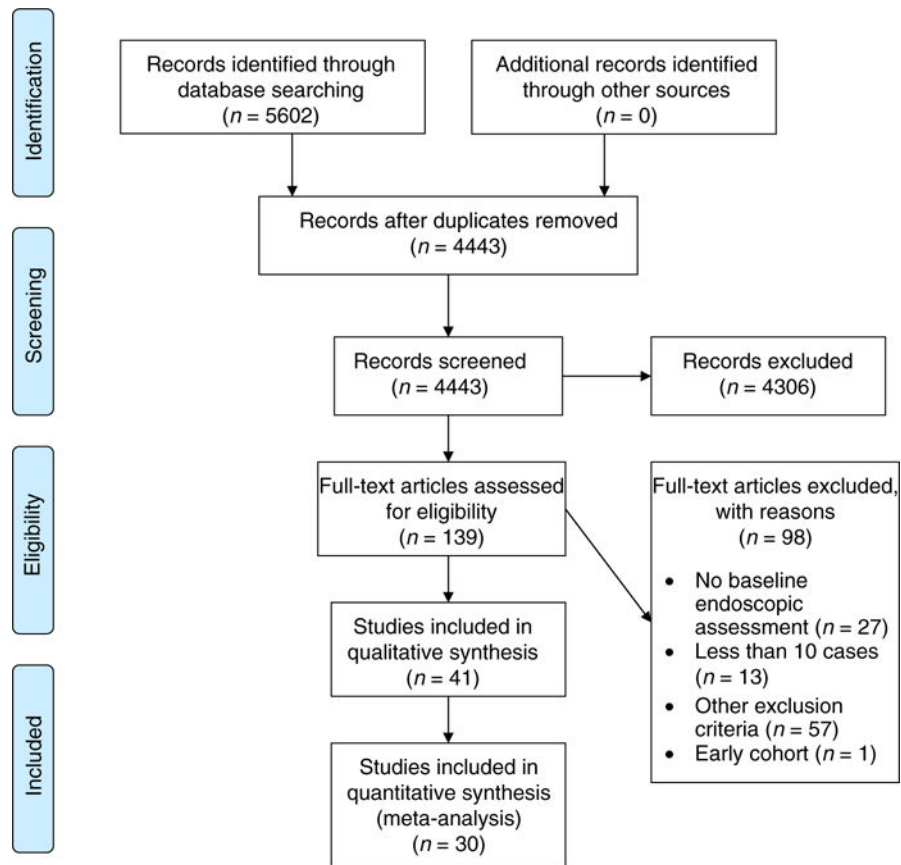 Identification
Records identified through
database searching
(n = 5602)
Additional records identified
through other sources
(n = 0)
Records after duplicates removed
(n = 4443)
Screening
Records screened
(n = 4443)
Records excluded
(n = 4306)
Eligibility
Full-text articles assessed
for eligibility
(n = 139)
Full-text articles excluded,
with reasons
(n = 98)
• No baseline
endoscopic
assessment (n = 27)
• Less than 10 cases
(n = 13)
• Other exclusion
criteria (n = 57)
• Early cohort (n = 1)
Studies included in
qualitative synthesis
(n = 41)
Included
Studies included in
quantitative synthesis
(meta-analysis)
(n = 30)